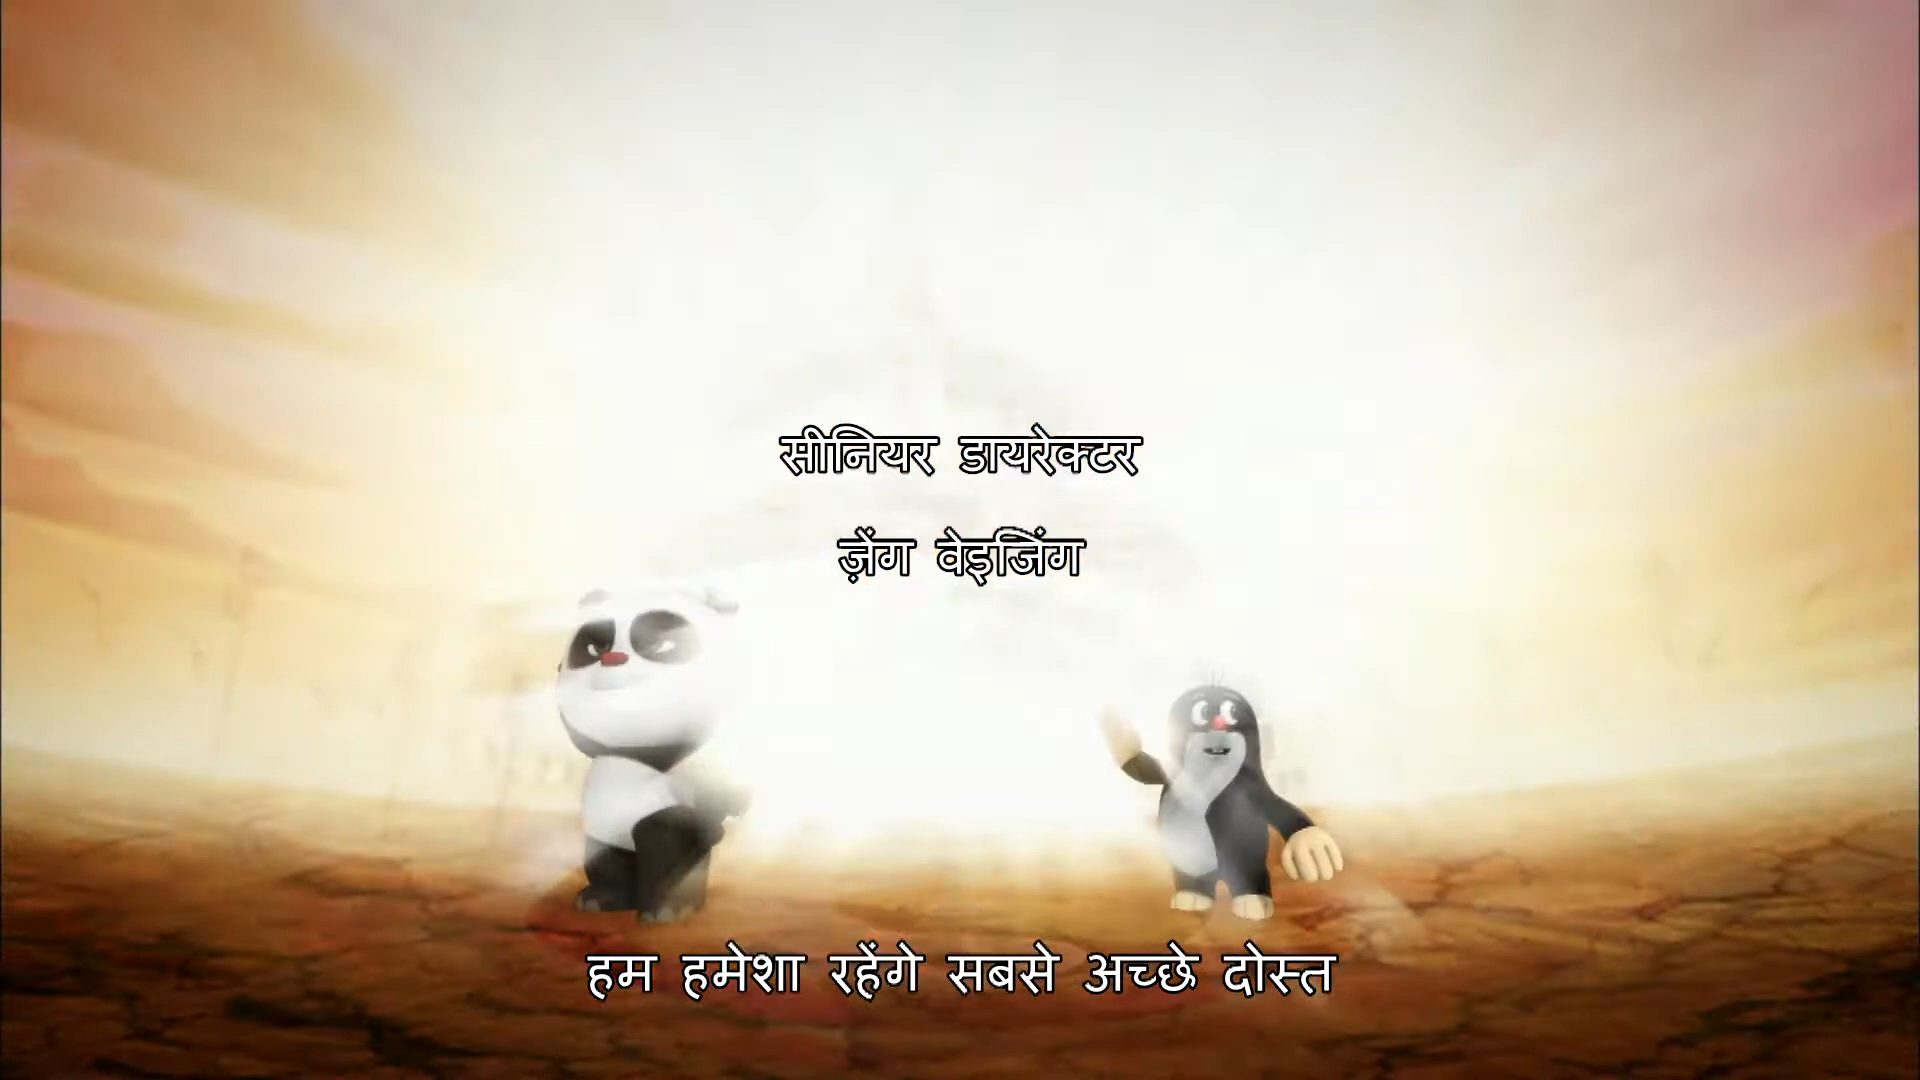 सीनियर डायरेक्टर
ज़ेंग वेइजिंग
हम हमेशा रहेंगे सबसे अच्छे दोस्त